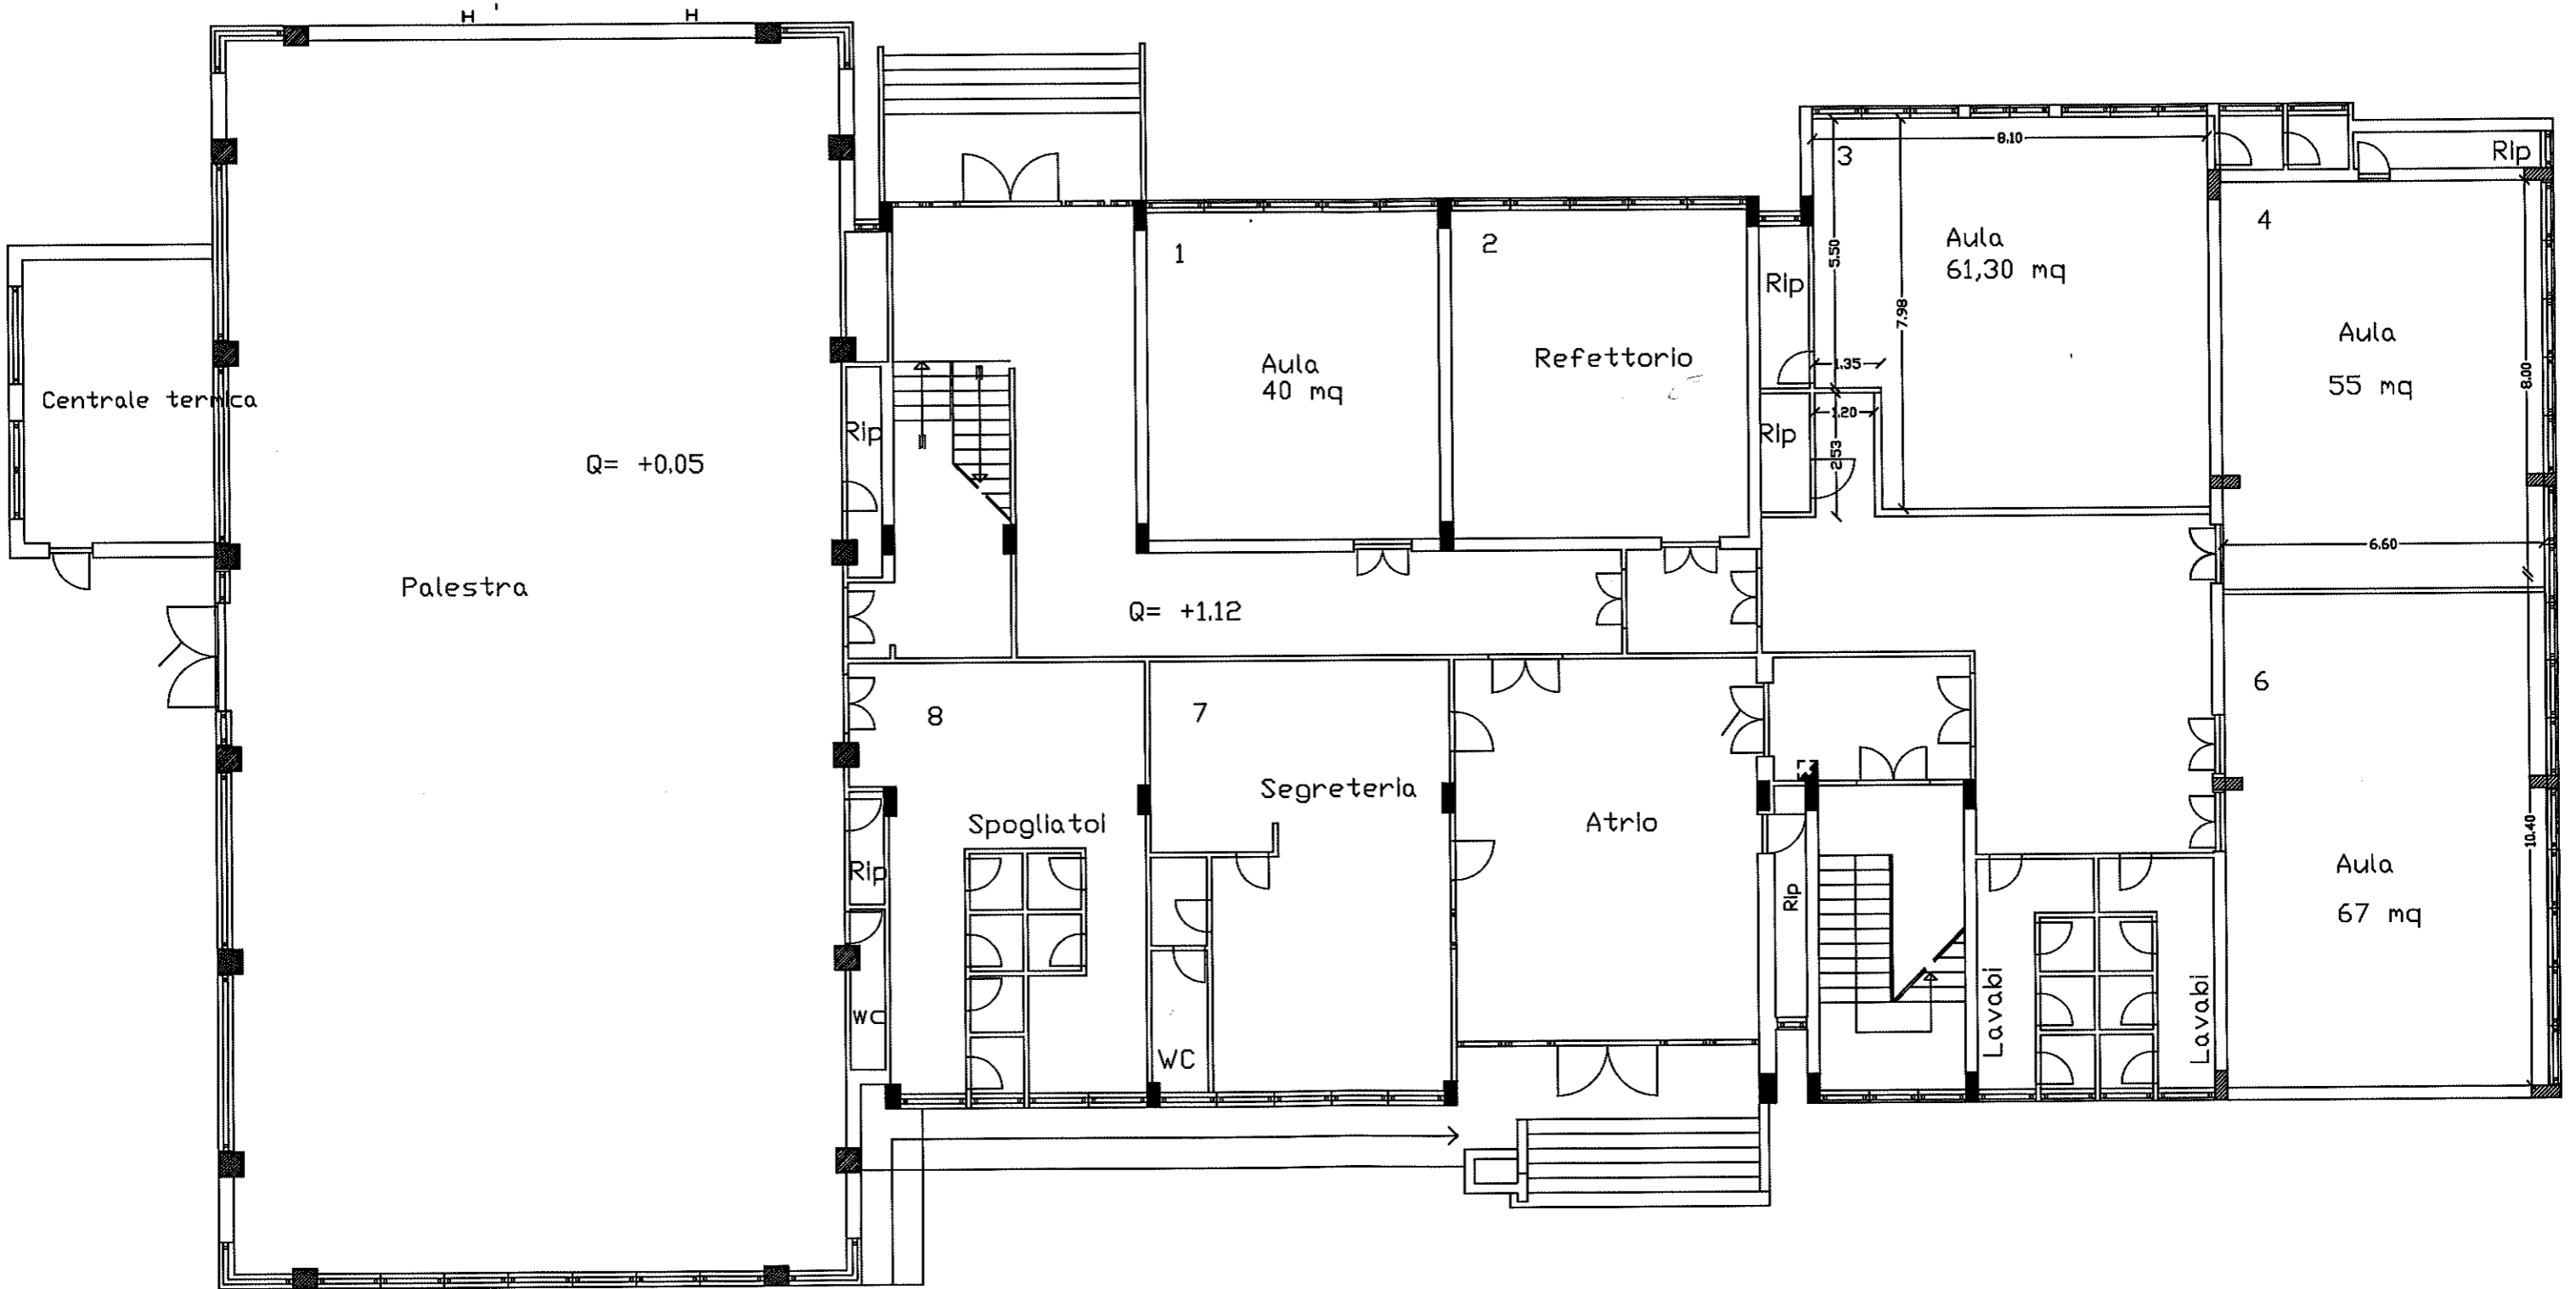 H
H
8.10
3
Rip
4
1
2
Aula
61,30 mq
5.50
Rip
7.98
Aula
55 mq
8.00
Refettorio
Aula
40 mq
1.35
Centrale termica
1.20
Rip
Rip
2.53
Q= +0.05
6.60
Palestra
Q= +1.12
6
8
7
Segreteria
Spogliatoi
Atrio
10.40
Aula
67 mq
Rip
Rip
wc
Lavabi
Lavabi
WC